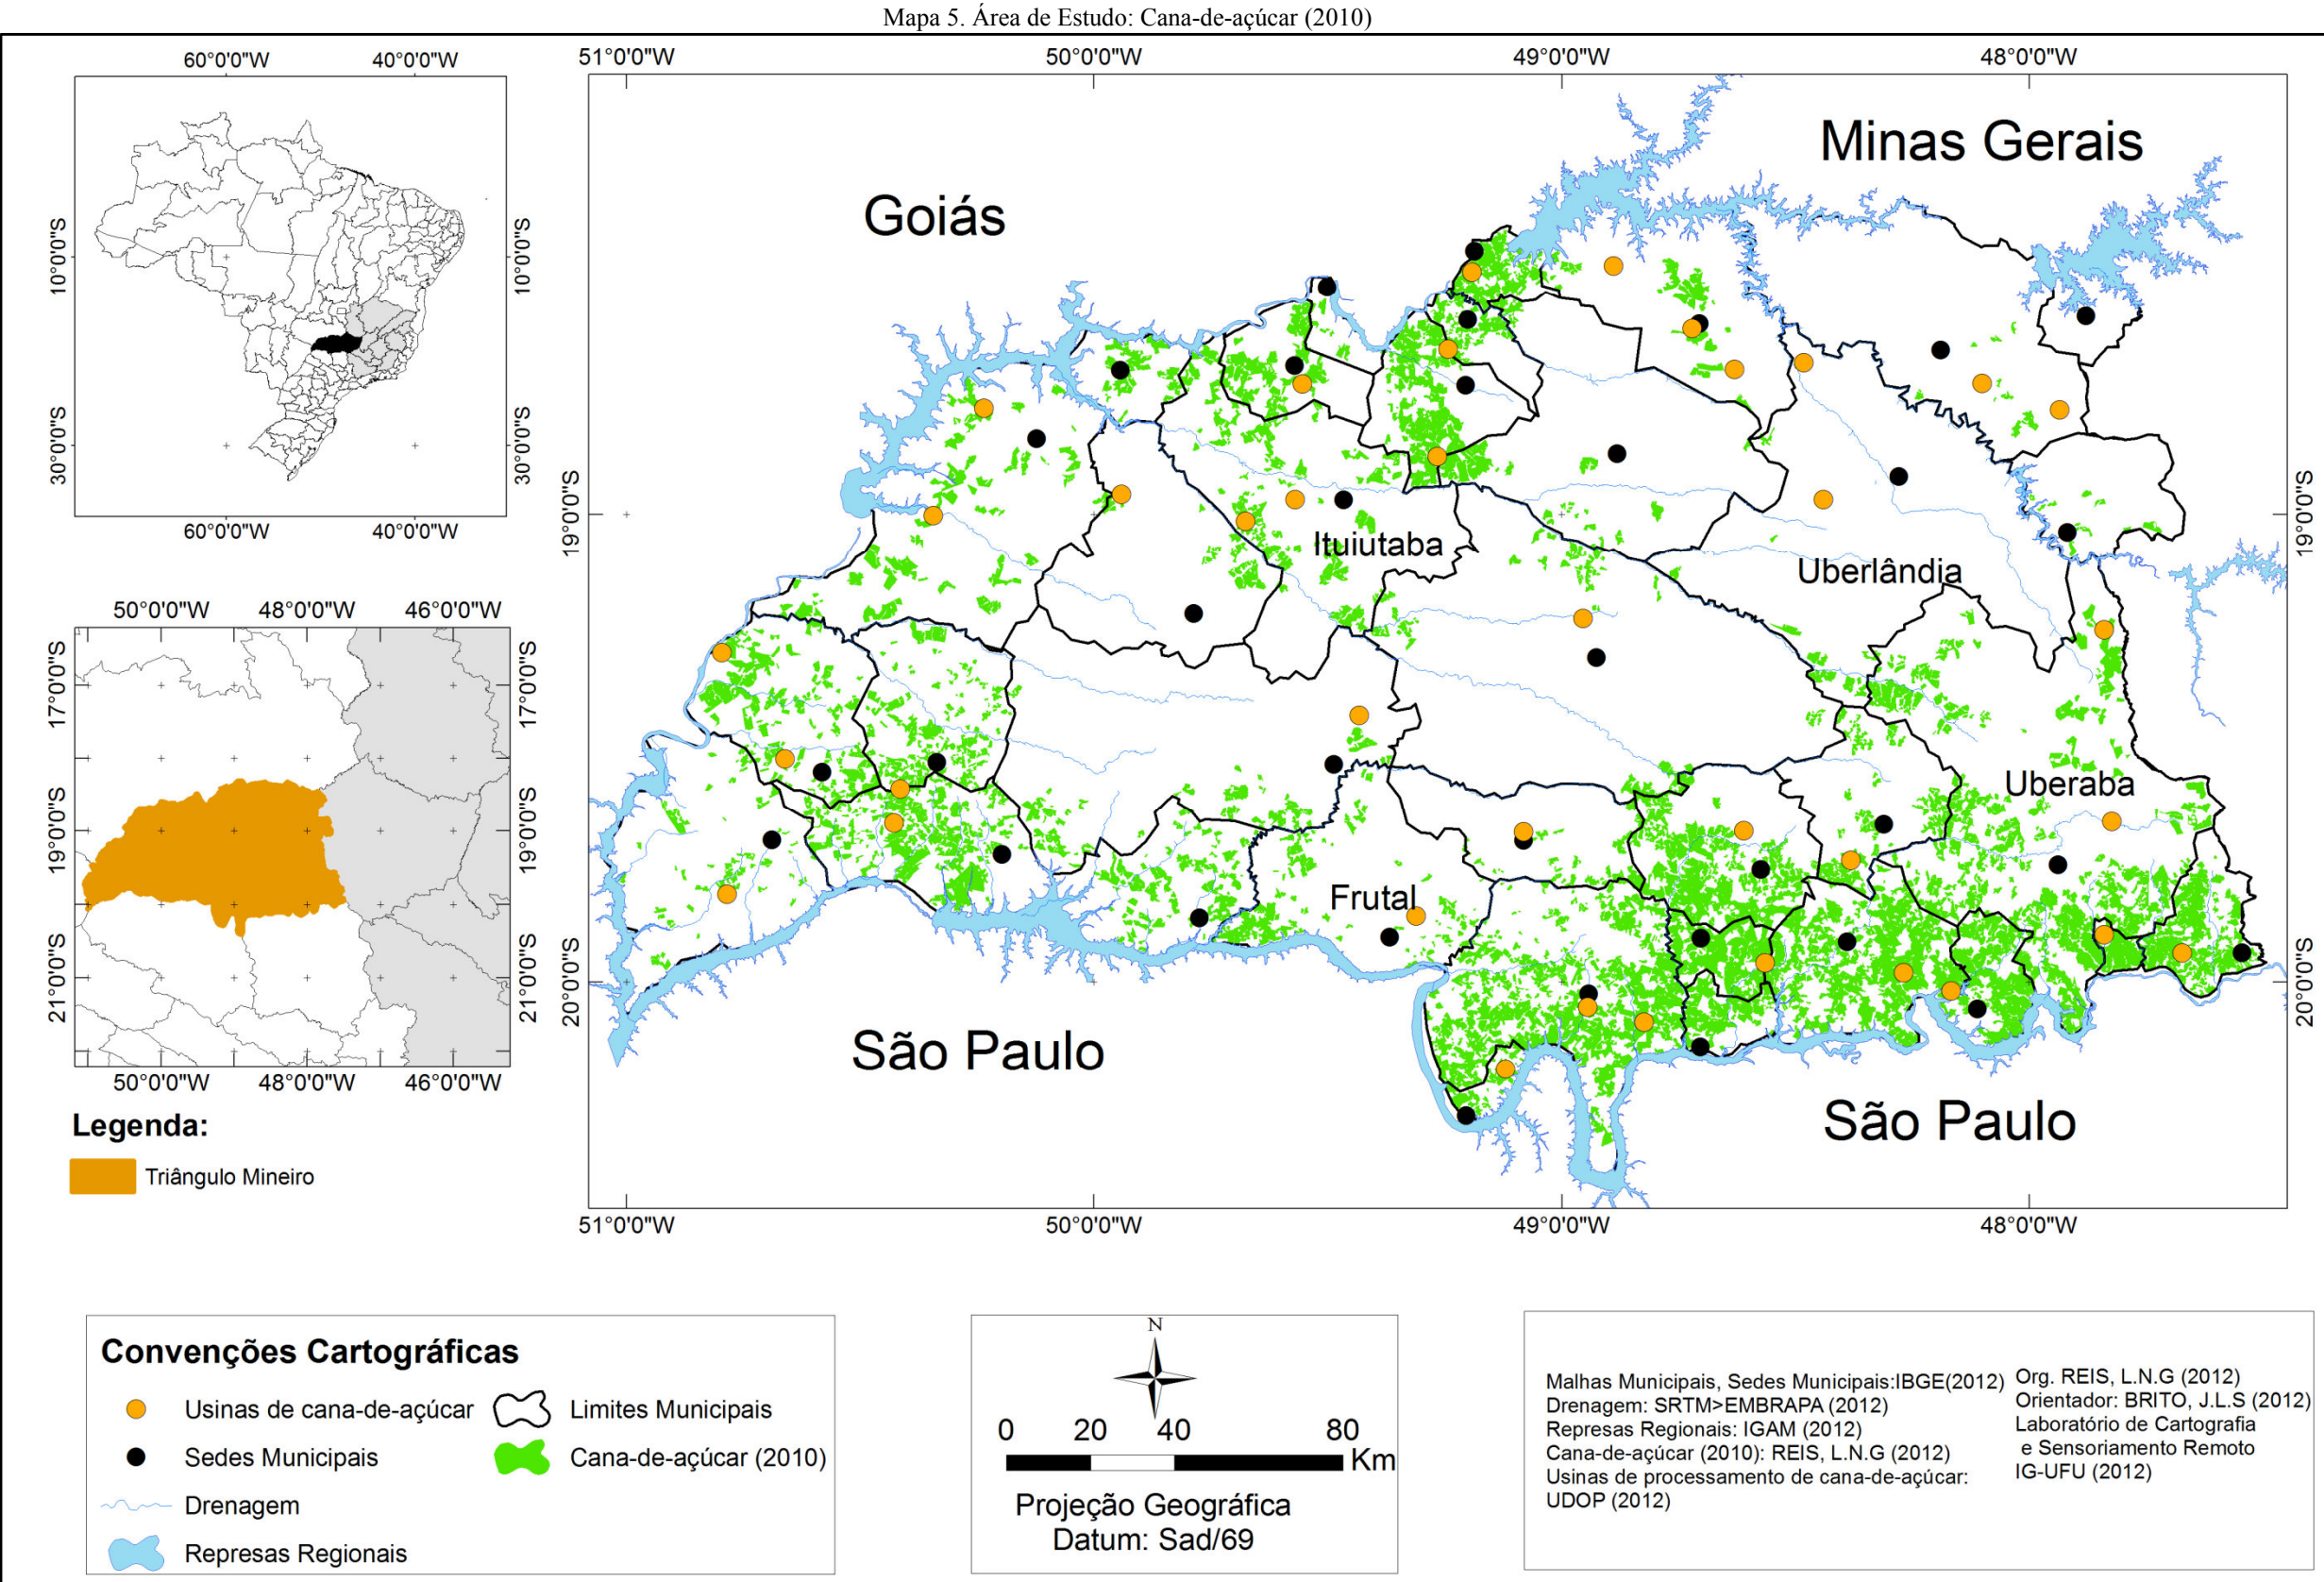 Mapa 5. Área de Estudo: Cana-de-açúcar (2010)
60°0'0"W 40°0'0"W
10°0'0"S 10°0'0"S
30°0'0"S 30°0'0"S
60°0'0"W 40°0'0"W
50°0'0"W 48°0'0"W 46°0'0"W
17°0'0"S 17°0'0"S
19°0'0"S 19°0'0"S
21°0'0"S 21°0'0"S
50°0'0"W 48°0'0"W 46°0'0"W
Legenda:
Triângulo Mineiro
51°0'0"W 50°0'0"W 49°0'0"W 48°0'0"W
Minas Gerais
Goiás
19°0'0"S 19°0'0"S
Ituiutaba
Uberlândia
Uberaba
Frutal
20°0'0"S 20°0'0"S
São Paulo
São Paulo
51°0'0"W 50°0'0"W 49°0'0"W 48°0'0"W
Convenções Cartográficas
Usinas de cana-de-açúcar
Sedes Municipais
Drenagem
Represas Regionais
Limites Municipais
Cana-de-açúcar (2010)
N
0 20 40 80
Km
Projeção Geográfica
Datum: Sad/69
Malhas Municipais, Sedes Municipais:IBGE(2012)
Drenagem: SRTM>EMBRAPA (2012)
Represas Regionais: IGAM (2012)
Cana-de-açúcar (2010): REIS, L.N.G (2012)
Usinas de processamento de cana-de-açúcar:
UDOP (2012)
Org. REIS, L.N.G (2012)
Orientador: BRITO, J.L.S (2012)
Laboratório de Cartografia
e Sensoriamento Remoto
IG-UFU (2012)